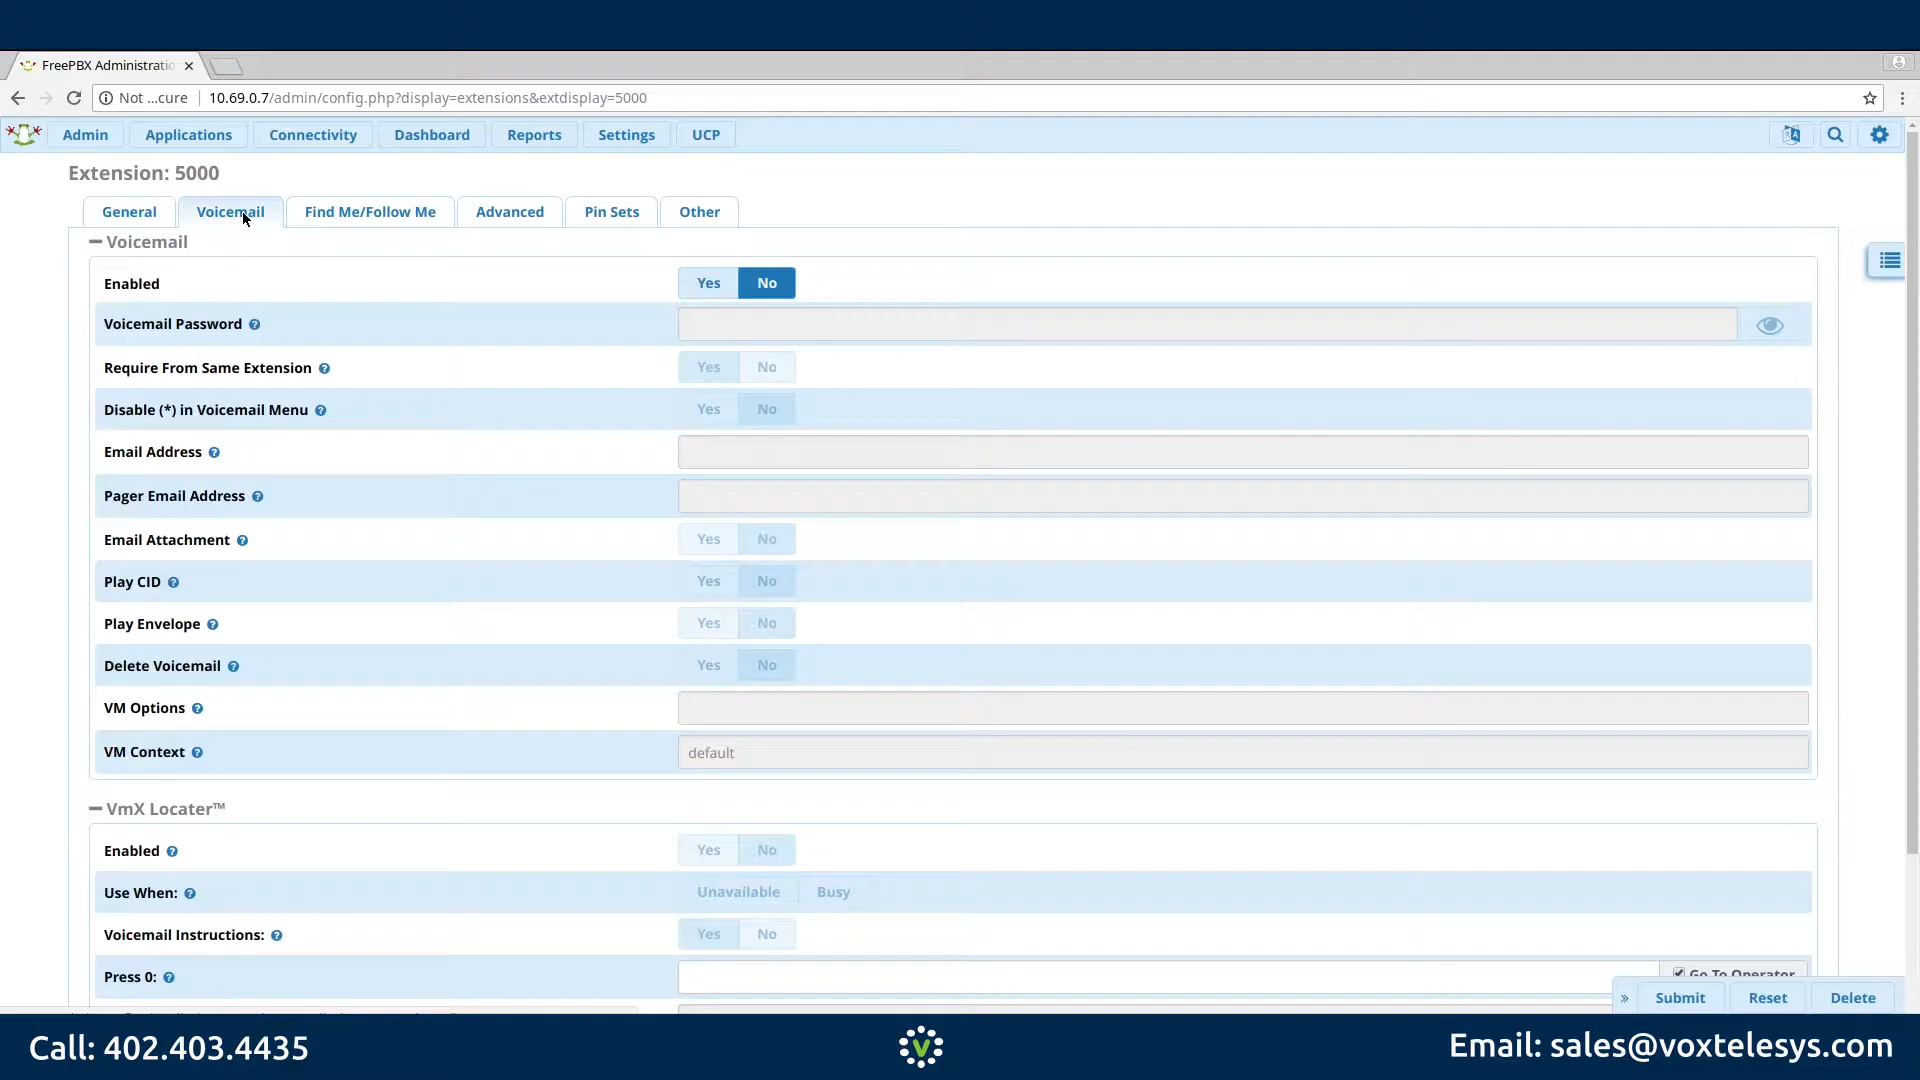 FreePBX Administratio
Not ...cure 10.69.0.7/admin/config.php?display=extensions&extdisplay=5000
Admin Applications Connectivity Dashboard Reports Settings UCP
Extension: 5000
General Voicemail Find Me/Follow Me Advanced Pin Sets Other
Voicemail
Enabled Yes No
Voicemail Password
Require From Same Extension Yes No
Disable (*) in Voicemail Menu Yes No
Email Address
Pager Email Address
Email Attachment Yes No
Play CID Yes No
Play Envelope Yes No
Delete Voicemail Yes No
VM Options
VM Context default
VmX Locater™
Enabled Yes No
Use When: Unavailable Busy
Voicemail Instructions: Yes No
Press 0: Go To Operator
» Submit Reset Delete
Call: 402.403.4435 Email: sales@voxtelesys.com